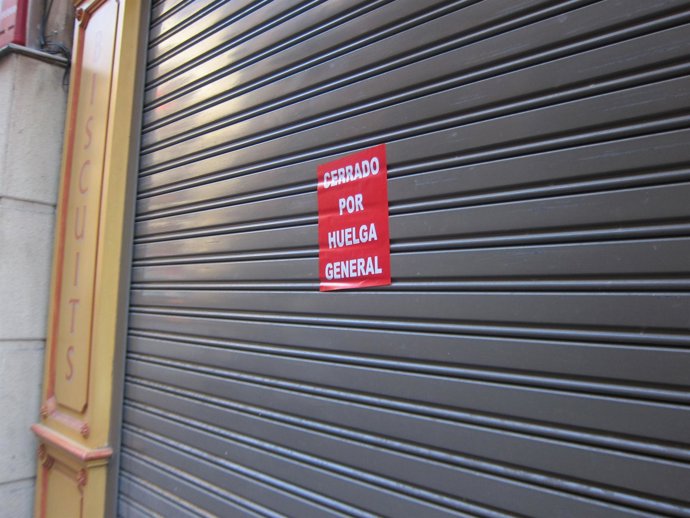 BISCUITS
CERRADO
POR
HUELGA
GENERAL